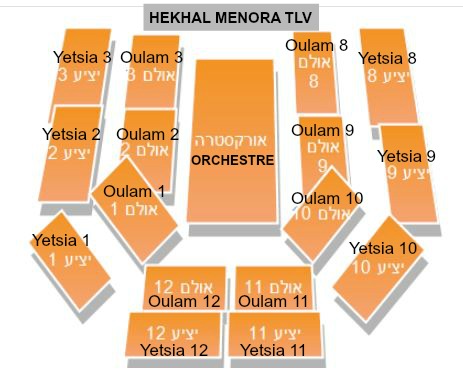 HEKHAL MENORA TLV
Yetsia 3
יציע 3
Oulam 3
אולם 3
Oulam 8
אולם
8
Yetsia 8
יציע 8
Yetsia 2
יציע 2
Oulam 2
אולם 2
אורקסטרה
ORCHESTRE
Oulam 9
אולם
9
Yetsia 9
יציע 9
Oulam 1
אולם 1
Oulam 10
אולם 10
Yetsia 1
יציע 1
Yetsia 10
יציע 10
אולם 12
Oulam 12
אולם 11
Oulam 11
יציע 12
Yetsia 12
יציע 11
Yetsia 11